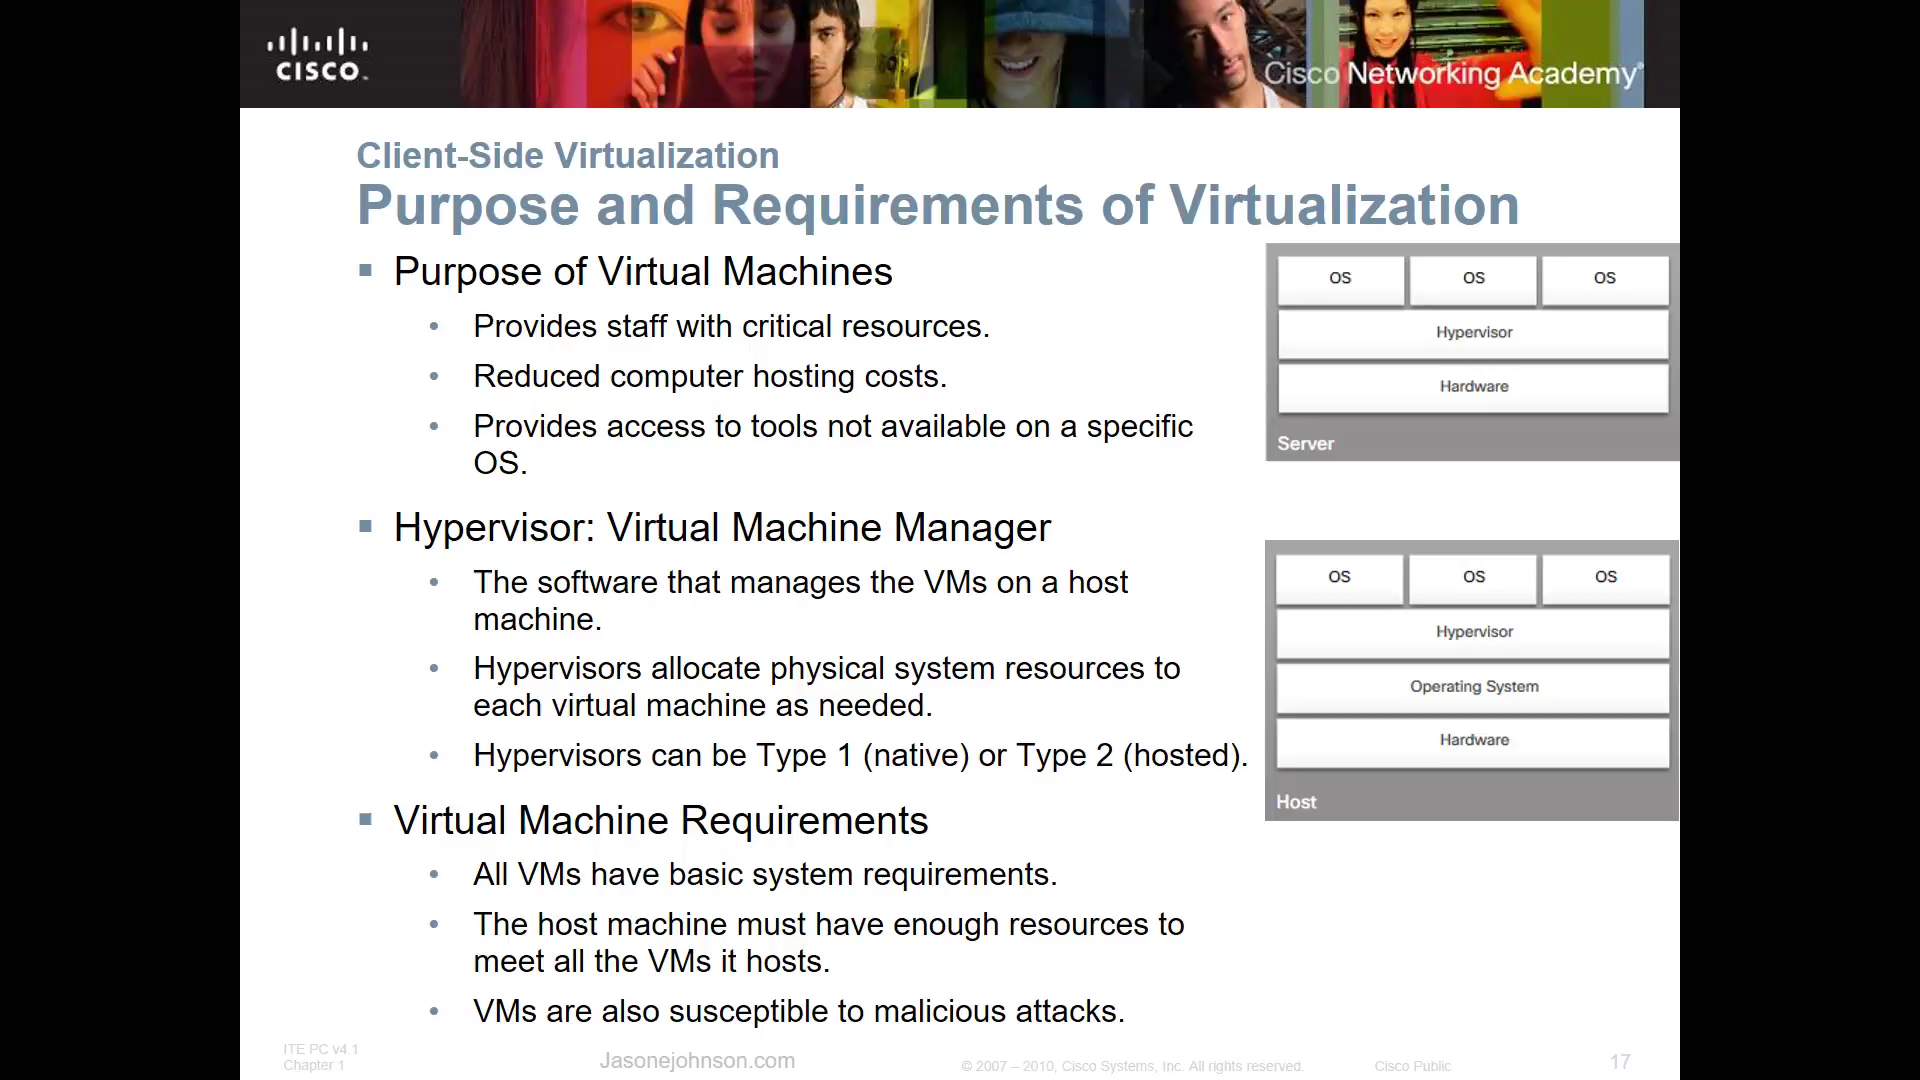 CISCO
Cisco Networking Academy
Client-Side Virtualization
Purpose and Requirements of Virtualization
Purpose of Virtual Machines
Provides staff with critical resources.
Reduced computer hosting costs.
Provides access to tools not available on a specific
OS.
Hypervisor: Virtual Machine Manager
The software that manages the VMs on a host
machine.
Hypervisors allocate physical system resources to
each virtual machine as needed.
Hypervisors can be Type 1 (native) or Type 2 (hosted).
Virtual Machine Requirements
All VMs have basic system requirements.
The host machine must have enough resources to
meet all the VMs it hosts.
VMs are also susceptible to malicious attacks.
OS OS OS
Hypervisor
Hardware
Server
OS OS OS
Hypervisor
Operating System
Hardware
Host
ITE PC v4.1
Chapter 1
Jasonejohnson.com
© 2007 – 2010, Cisco Systems, Inc. All rights reserved.
Cisco Public
17